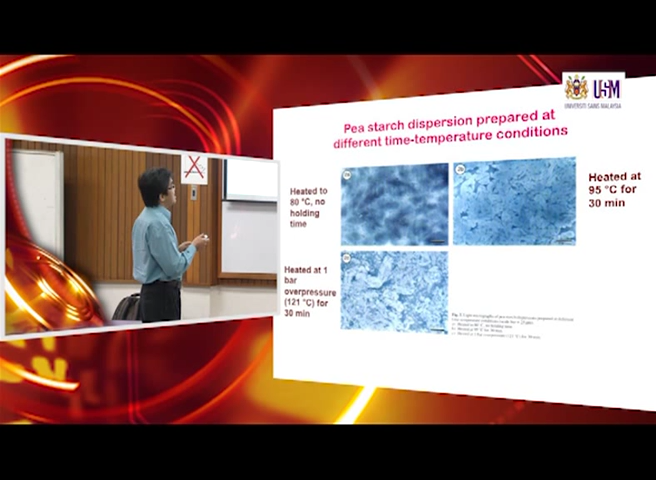 USM
UNIVERSITI SAINS MALAYSIA
Pea starch dispersion prepared at
different time-temperature conditions
Heated to
80 °C, no
holding
time
Heated at
95 °C for
30 min
Heated at 1
bar
overpressure
(121 °C) for
30 min